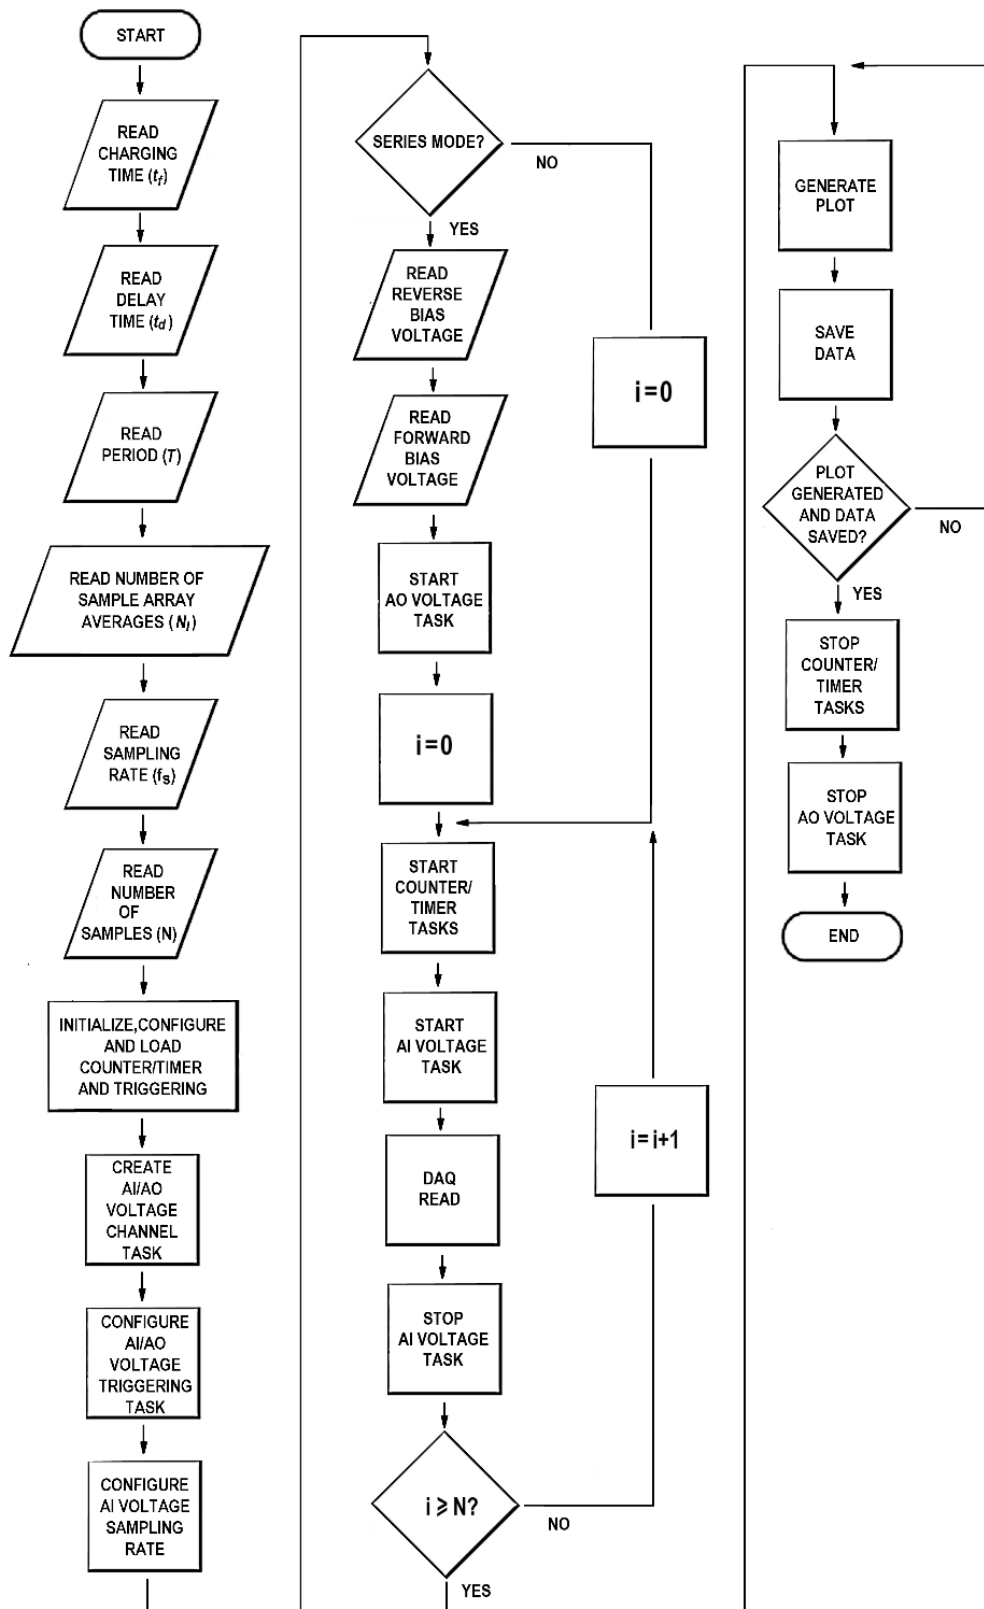 START
READ
CHARGING
TIME (tf)
READ
DELAY
TIME (td)
READ
PERIOD (T)
READ NUMBER OF
SAMPLE ARRAY
AVERAGES (NI)
READ
SAMPLING
RATE (fs)
READ
NUMBER
OF
SAMPLES (N)
INITIALIZE,CONFIGURE
AND LOAD
COUNTER/TIMER
AND TRIGGERING
CREATE
AI/AO
VOLTAGE
CHANNEL
TASK
CONFIGURE
AI/AO
VOLTAGE
TRIGGERING
TASK
CONFIGURE
AI VOLTAGE
SAMPLING
RATE
SERIES MODE?
NO
YES
READ
REVERSE
BIAS
VOLTAGE
i=0
READ
FORWARD
BIAS
VOLTAGE
START
AO VOLTAGE
TASK
i=0
START
COUNTER/
TIMER
TASKS
START
AI VOLTAGE
TASK
i=i+1
DAQ
READ
STOP
AI VOLTAGE
TASK
i⩾N?
NO
YES
GENERATE
PLOT
SAVE
DATA
PLOT
GENERATED
AND DATA
SAVED?
NO
YES
STOP
COUNTER/
TIMER
TASKS
STOP
AO VOLTAGE
TASK
END